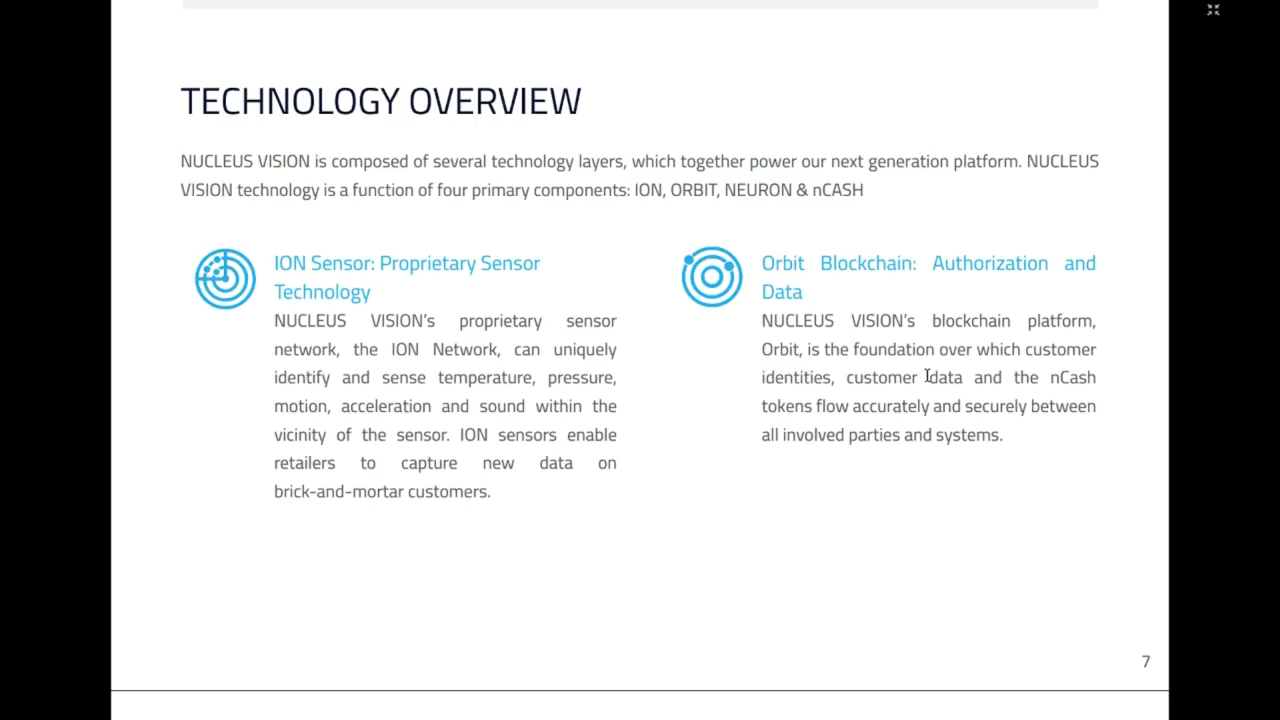 TECHNOLOGY OVERVIEW
NUCLEUS VISION is composed of several technology layers, which together power our next generation platform. NUCLEUS
VISION technology is a function of four primary components: ION, ORBIT, NEURON & nCASH
ION Sensor: Proprietary Sensor
Technology
NUCLEUS VISION’s proprietary sensor
network, the ION Network, can uniquely
identify and sense temperature, pressure,
motion, acceleration and sound within the
vicinity of the sensor. ION sensors enable
retailers to capture new data on
brick-and-mortar customers.
Orbit Blockchain: Authorization and
Data
NUCLEUS VISION’s blockchain platform,
Orbit, is the foundation over which customer
identities, customer data and the nCash
tokens flow accurately and securely between
all involved parties and systems.
7